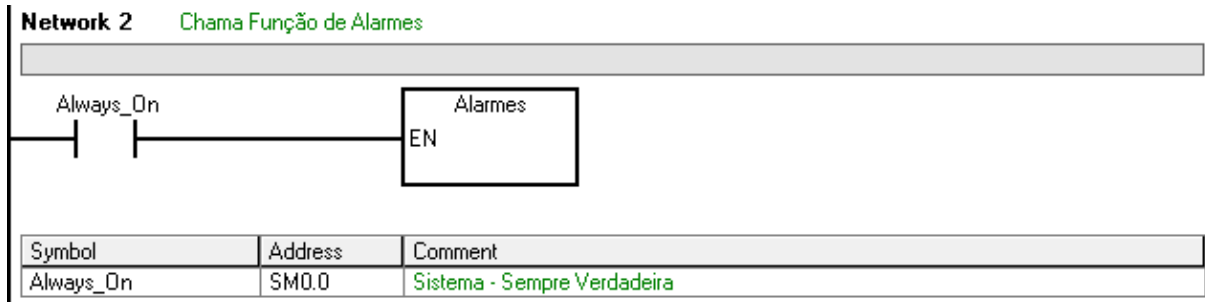 Network 2 Chama Função de Alarmes
Always_On Alarmes
EN
Symbol Address Comment
Always_On SM0.0 Sistema - Sempre Verdadeira